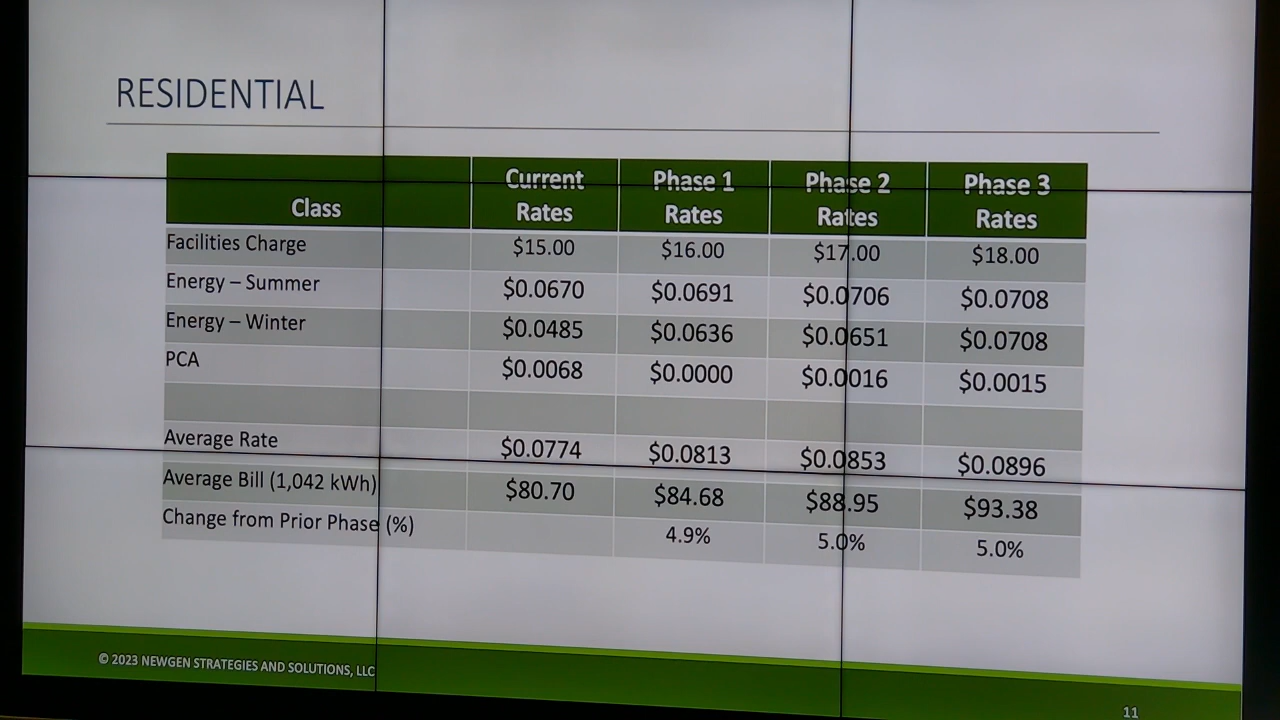 RESIDENTIAL
Class Current Rates Phase 1 Rates Phase 2 Rates Phase 3 Rates
Facilities Charge $15.00 $16.00 $17.00 $18.00
Energy – Summer $0.0670 $0.0691 $0.0706 $0.0708
Energy – Winter $0.0485 $0.0636 $0.0651 $0.0708
PCA $0.0068 $0.0000 $0.0016 $0.0015
Average Rate $0.0774 $0.0813 $0.0853 $0.0896
Average Bill (1,042 kWh) $80.70 $84.68 $88.95 $93.38
Change from Prior Phase (%) 4.9% 5.0% 5.0%
© 2023 NEWGEN STRATEGIES AND SOLUTIONS, LLC
11